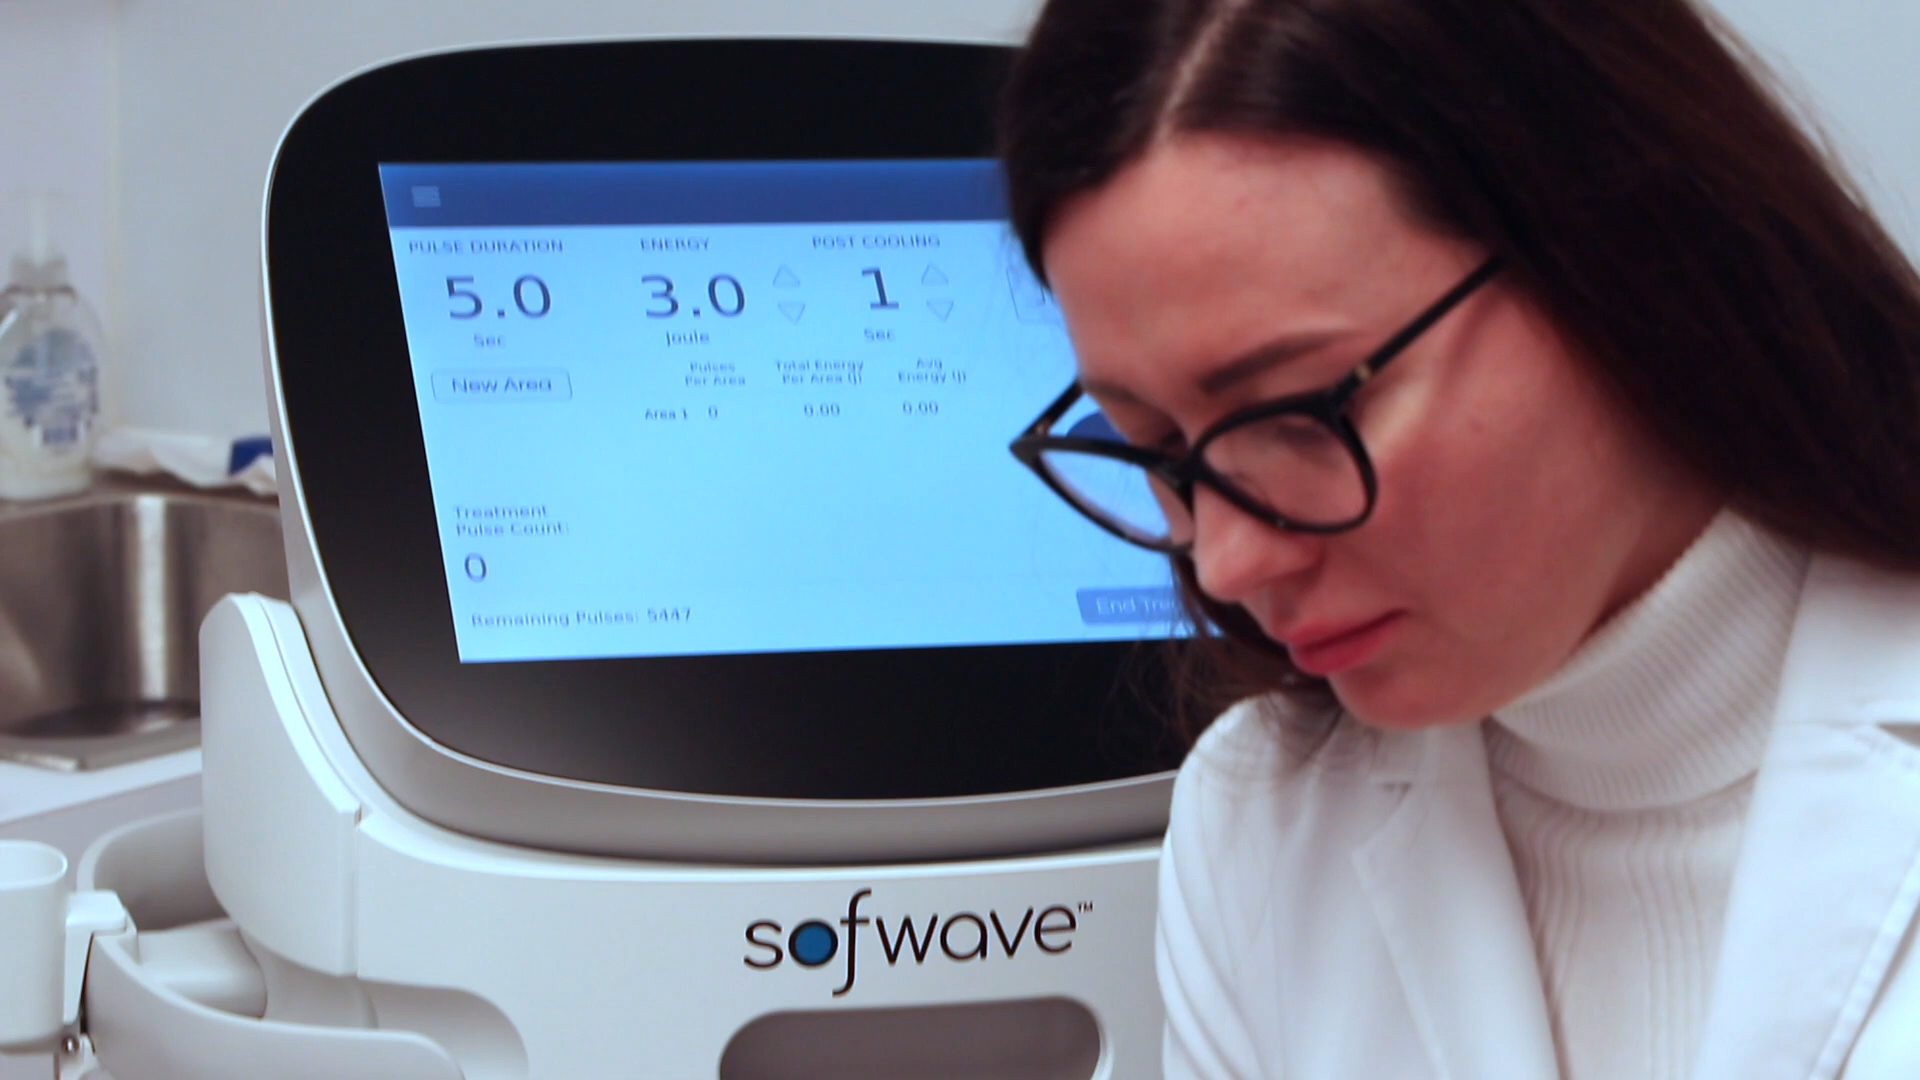 PULSE DURATION ENERGY POST COOLING
5.0 3.0 1
Sec Joule Sec
New Area
Pulses Per Area Total Energy Per Area (J) Avg Energy (J)
Area 1 0 0.00 0.00
Treatment
Pulse Count:
0
Remaining Pulses: 5447
End
sofwave™